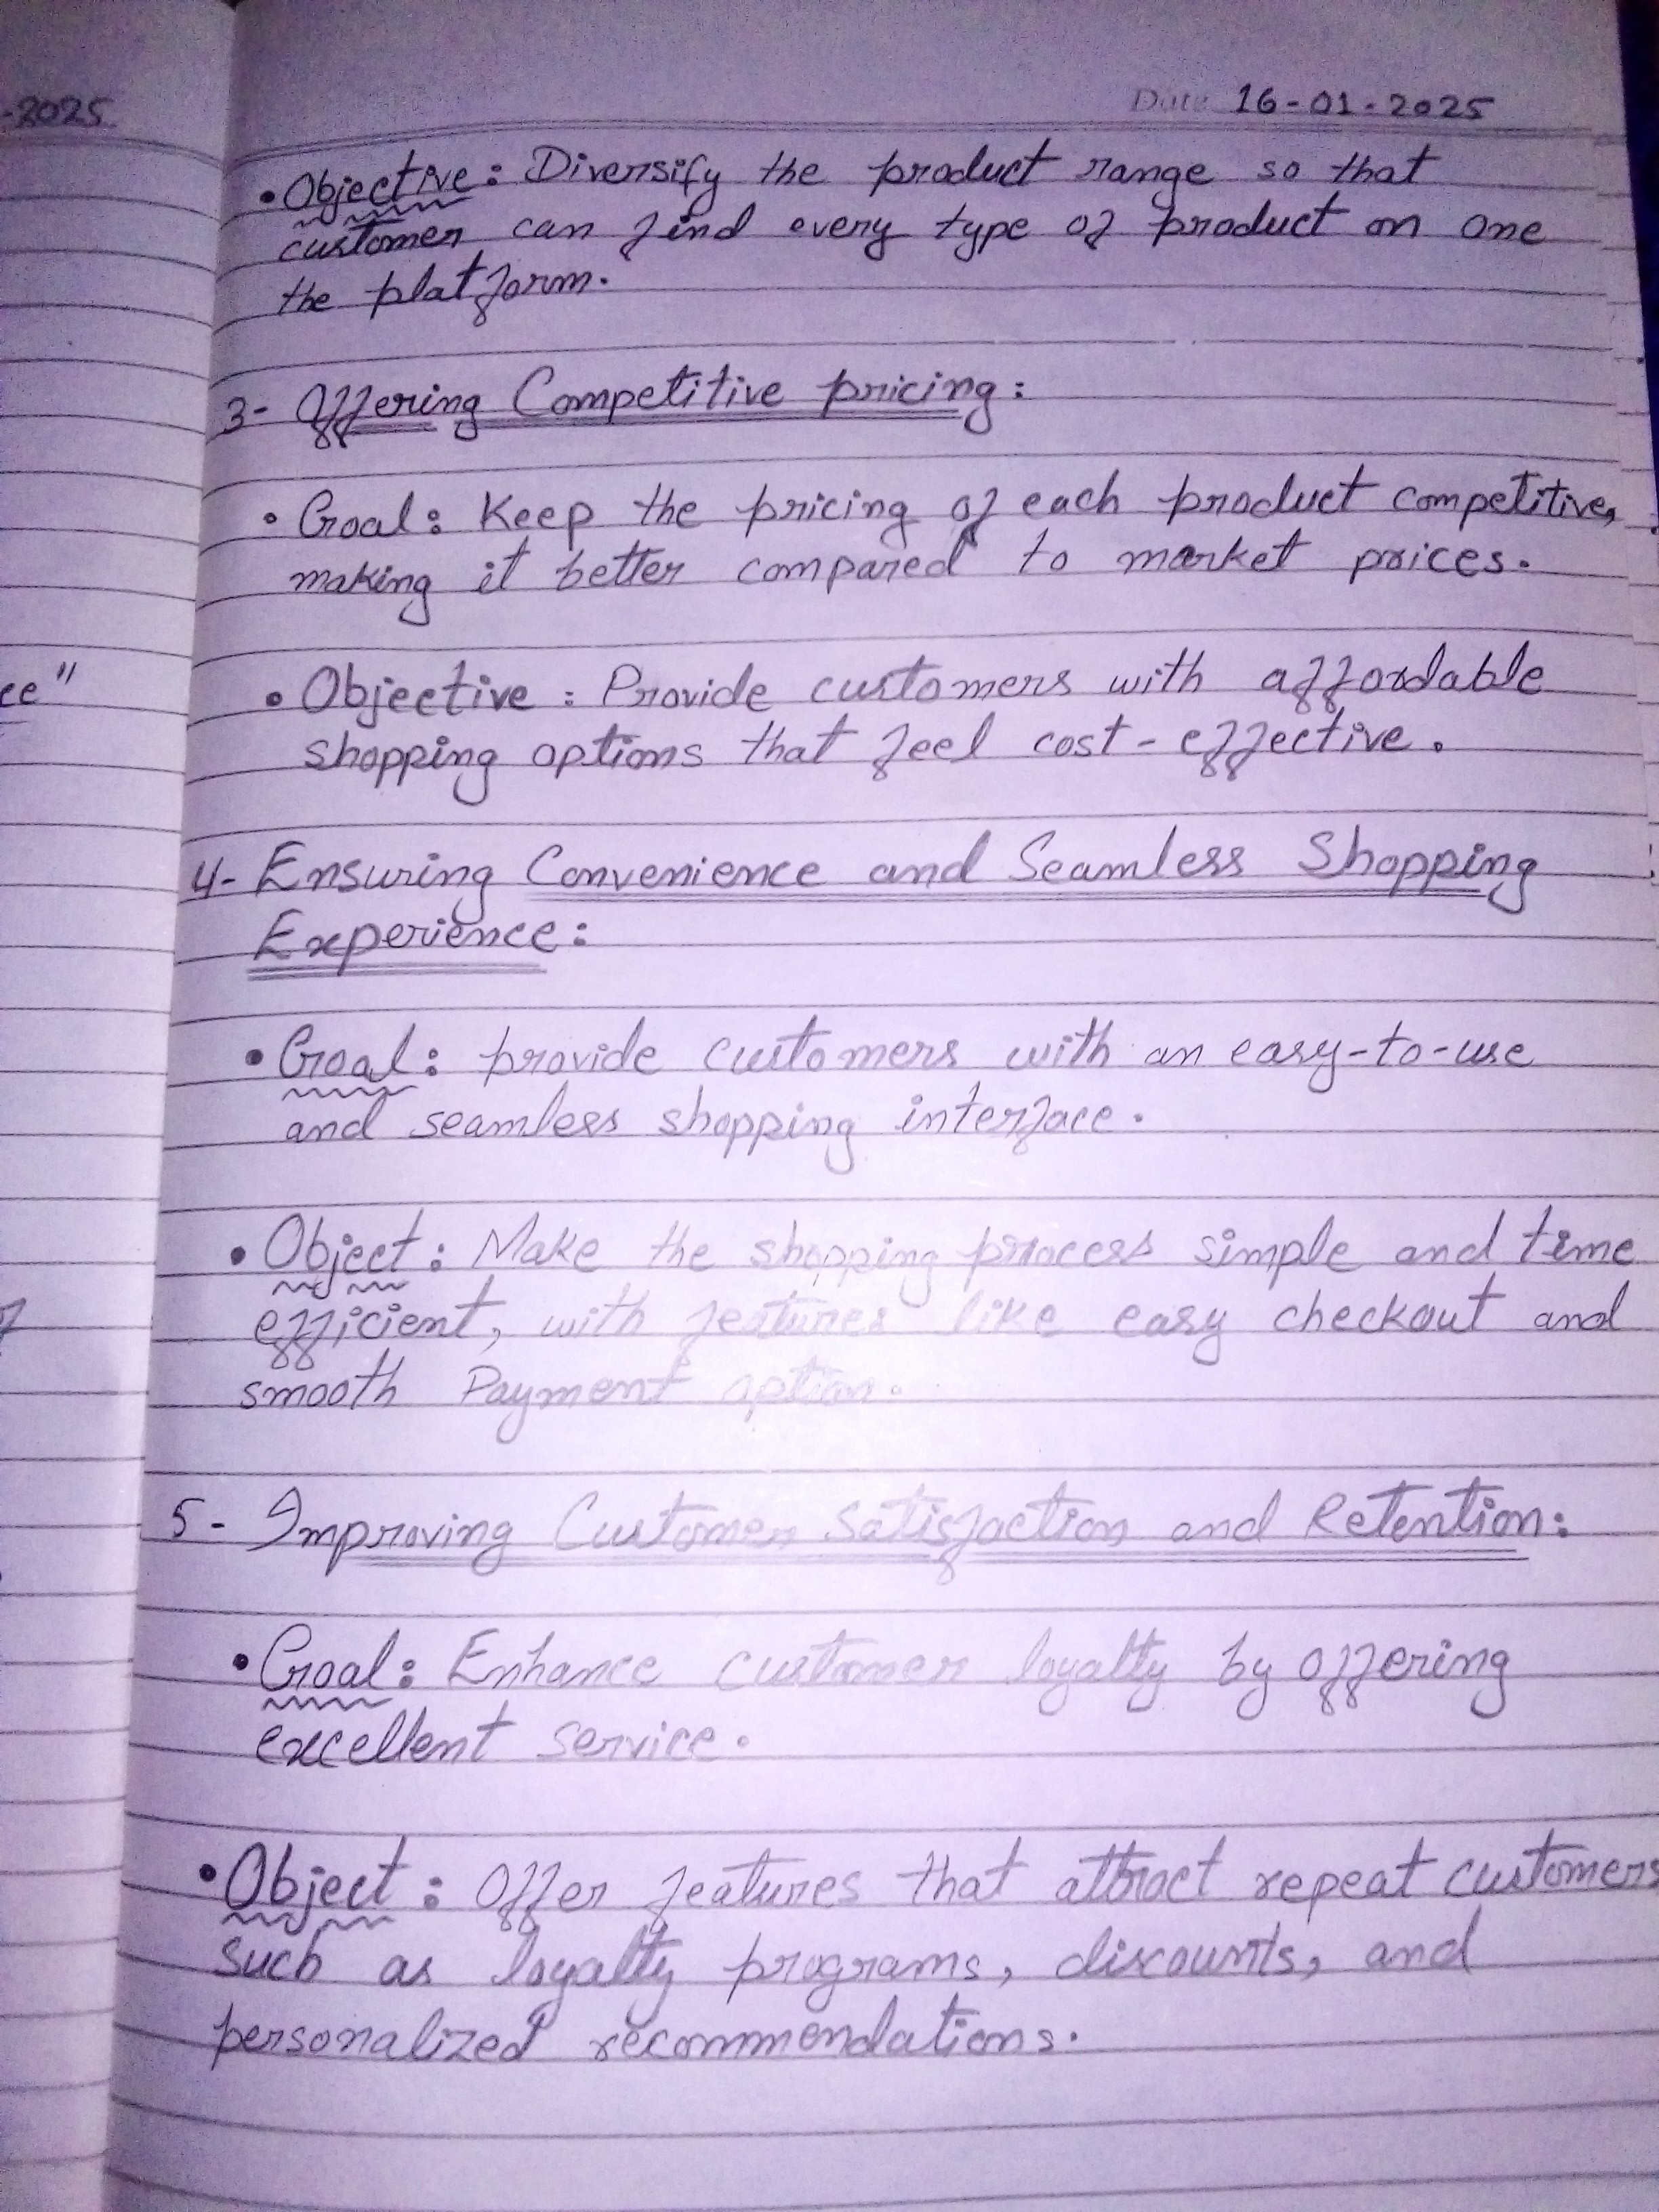 -2025
Date 16-01-2025
• Objective: Diversify the product range so that
customer can find every type of product on one
the platform.
3- Offering Competitive pricing:
• Goal: Keep the pricing of each product competitive,
making it better compared to market prices.
ce"
• Objective: Provide customers with affordable
shopping options that feel cost-effective.
4- Ensuring Convenience and Seamless Shopping
Experience:
• Goal: provide customers with an easy-to-use
and seamless shopping interface.
• Object: Make the shopping process simple and time
efficient, with features like easy checkout and
smooth Payment option.
5- Improving Customer Satisfaction and Retention:
• Goal: Enhance customer loyalty by offering
excellent service.
• Object: Offer features that attract repeat customers
such as loyalty programs, discounts, and
personalized recommendations.